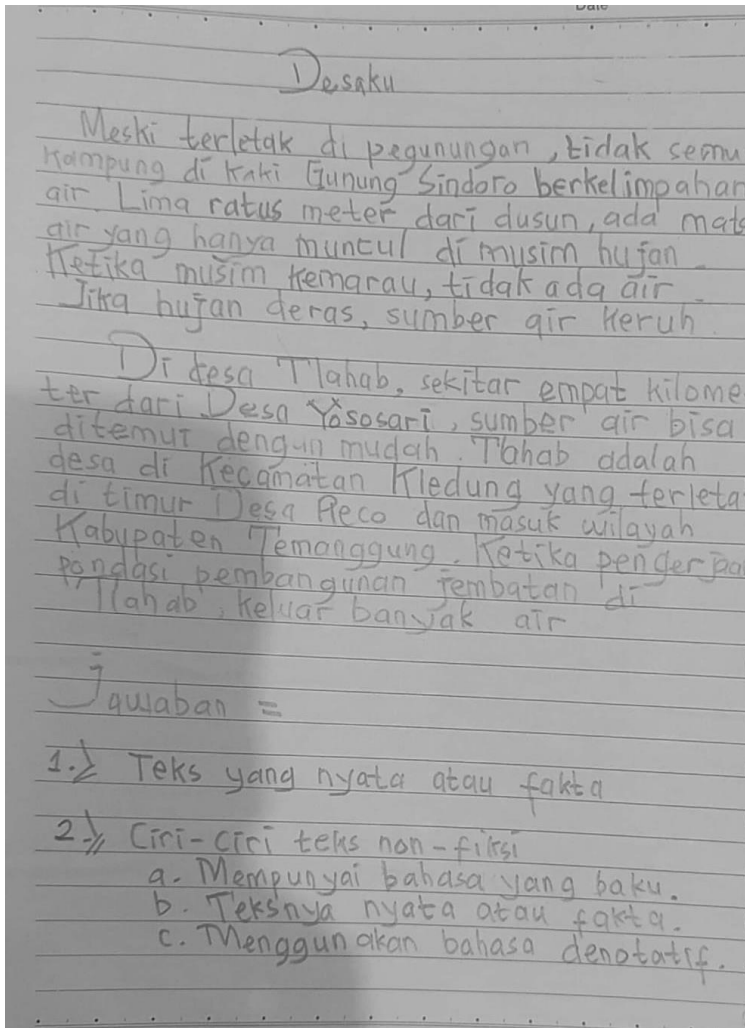 Date
Desaku
Meski terletak di pegunungan, tidak semu
Kampung di kaki Gunung Sindoro berkelimpahan
air. Lima ratus meter dari dusun, ada mata
air yang hanya muncul di musim hujan.
Ketika musim kemarau, tidak ada air.
Jika hujan deras, sumber air keruh.
Di desa Tlahab, sekitar empat kilome
ter dari Desa Yososari, sumber air bisa
ditemui dengan mudah. Tlahab adalah
desa di Kecamatan Kledung yang terleta
di timur Desa Reco dan masuk wilayah
Kabupaten Temanggung. Ketika pengerjaa
pondasi pembangunan jembatan di
Tlahab, keluar banyak air
Jawaban =
1.) Teks yang nyata atau fakta
2.) Ciri-ciri teks non-fiksi
a. Mempunyai bahasa yang baku.
b. Teksnya nyata atau fakta.
c. Menggunakan bahasa denotatif.